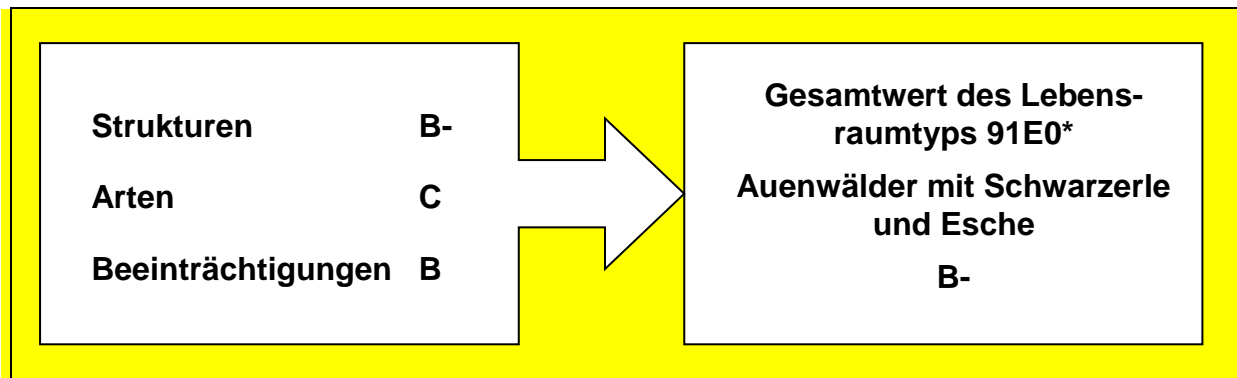 Strukturen B-
Arten C
Beeinträchtigungen B
Gesamtwert des Lebens-
raumtyps 91E0*
Auenwälder mit Schwarzerle
und Esche
B-